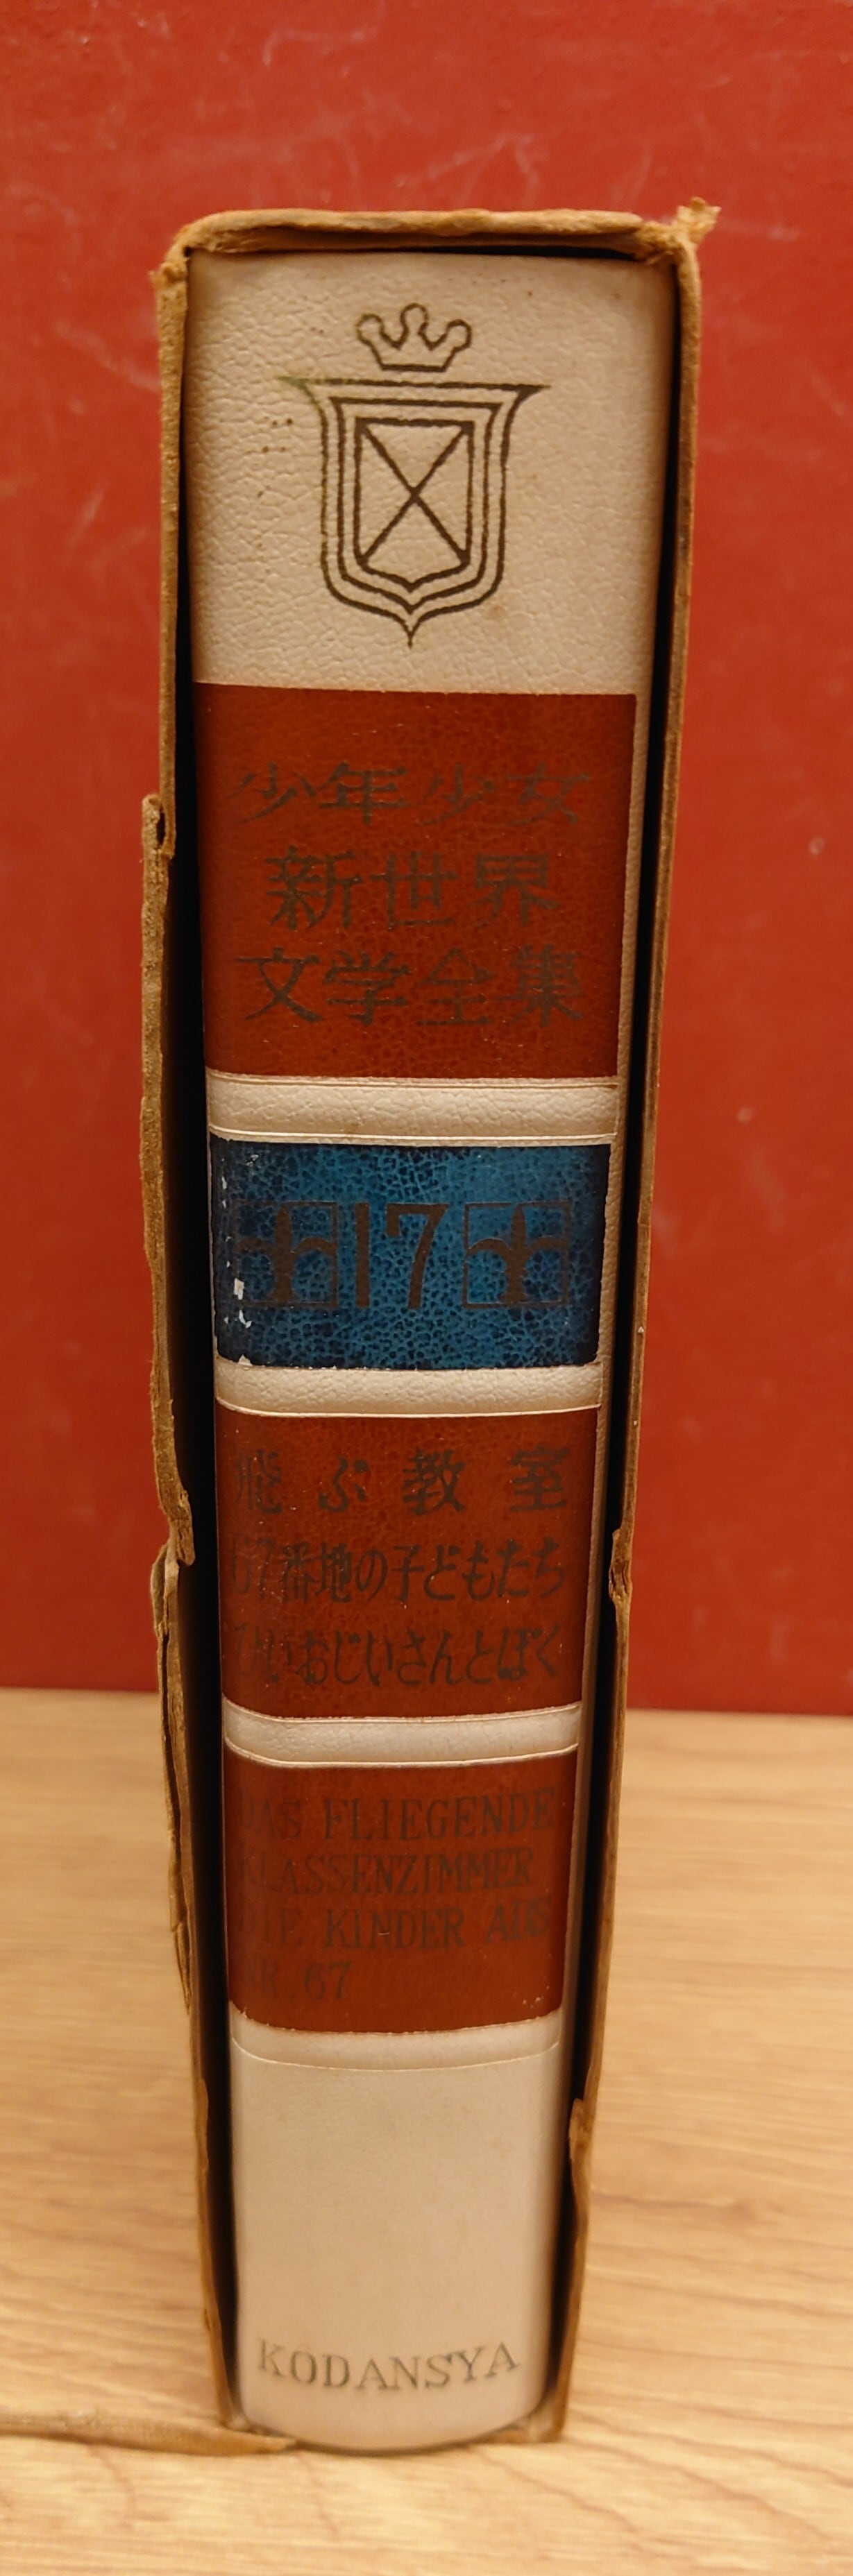 少年少女
新世界
文学全集
17
飛ぶ教室
67番地の子どもたち
ひいおじいさんとぼく
DAS FLIEGENDE
KLASSENZIMMER
DIE KINDER AUS
NR. 67
KODANSYA